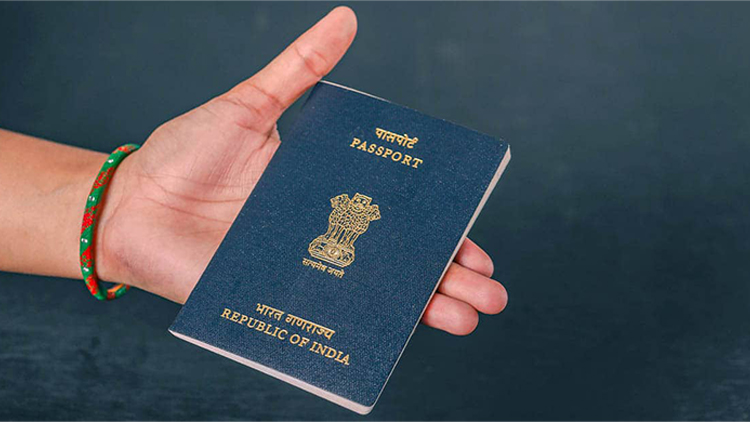 पासपोर्ट
PASSPORT
सत्यमेव जयते
भारत गणराज्य
REPUBLIC OF INDIA